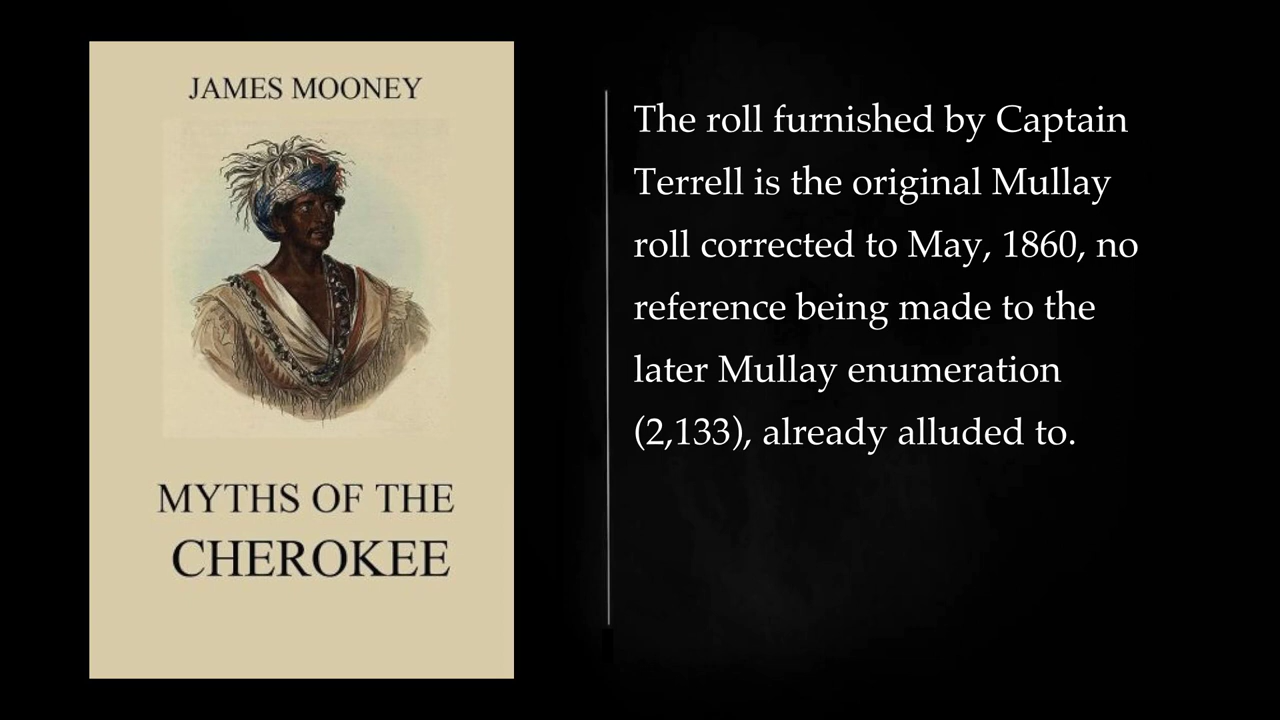 JAMES MOONEY
MYTHS OF THE
CHEROKEE
The roll furnished by Captain
Terrell is the original Mullay
roll corrected to May, 1860, no
reference being made to the
later Mullay enumeration
(2,133), already alluded to.